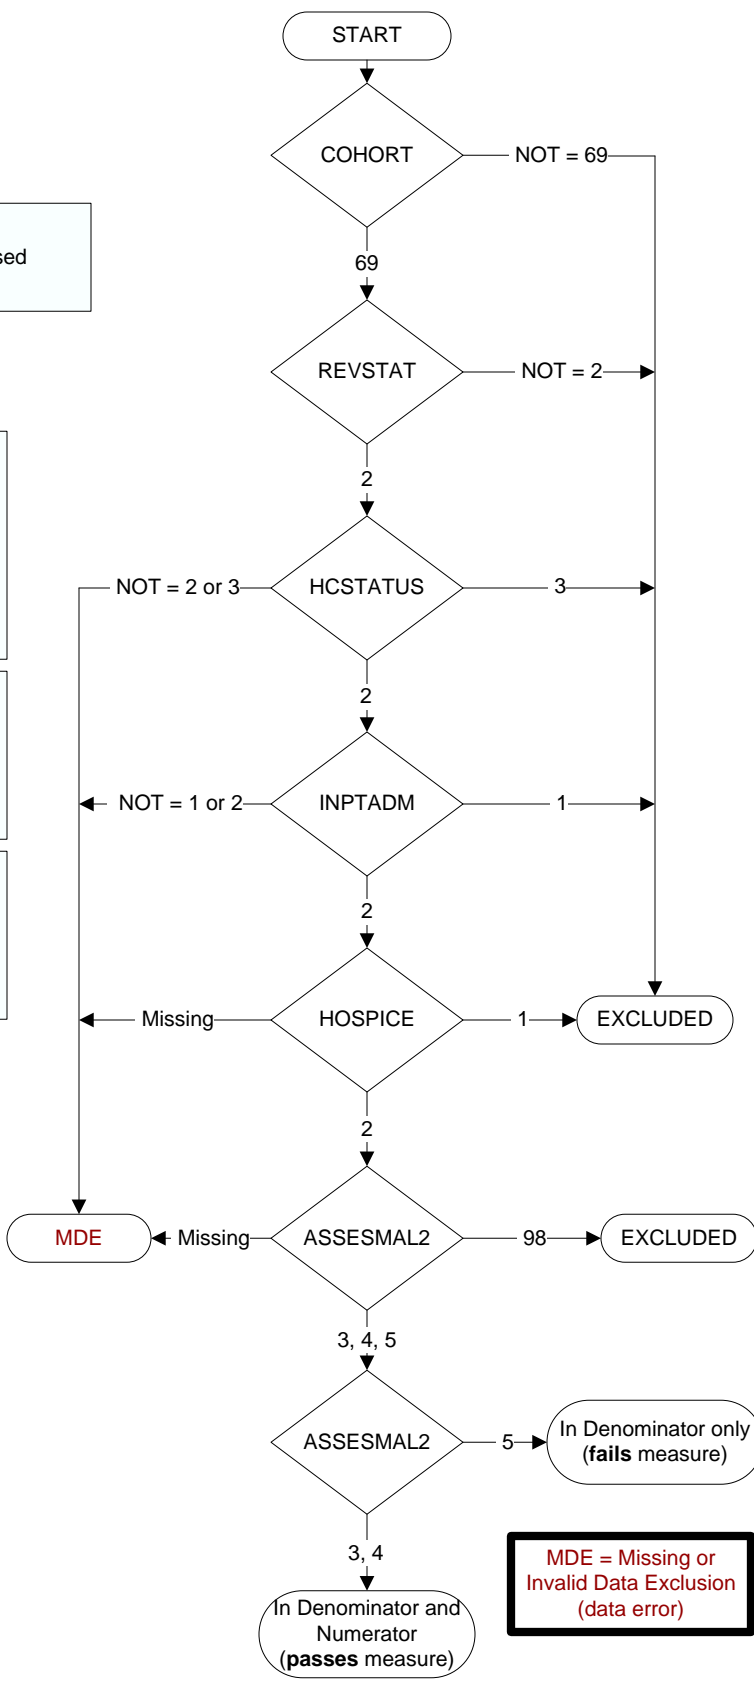 START
COHORT
NOT = 69
69
REVSTAT
NOT = 2
2
NOT = 2 or 3
HCSTATUS
3
2
NOT = 1 or 2
INPTADM
1
2
Missing
HOSPICE
1
EXCLUDED
2
MDE
Missing
ASSESMAL2
98
EXCLUDED
3, 4, 5
ASSESMAL2
5
In Denominator only
(fails measure)
3, 4
In Denominator and
Numerator
(passes measure)
MDE = Missing or
Invalid Data Exclusion
(data error)